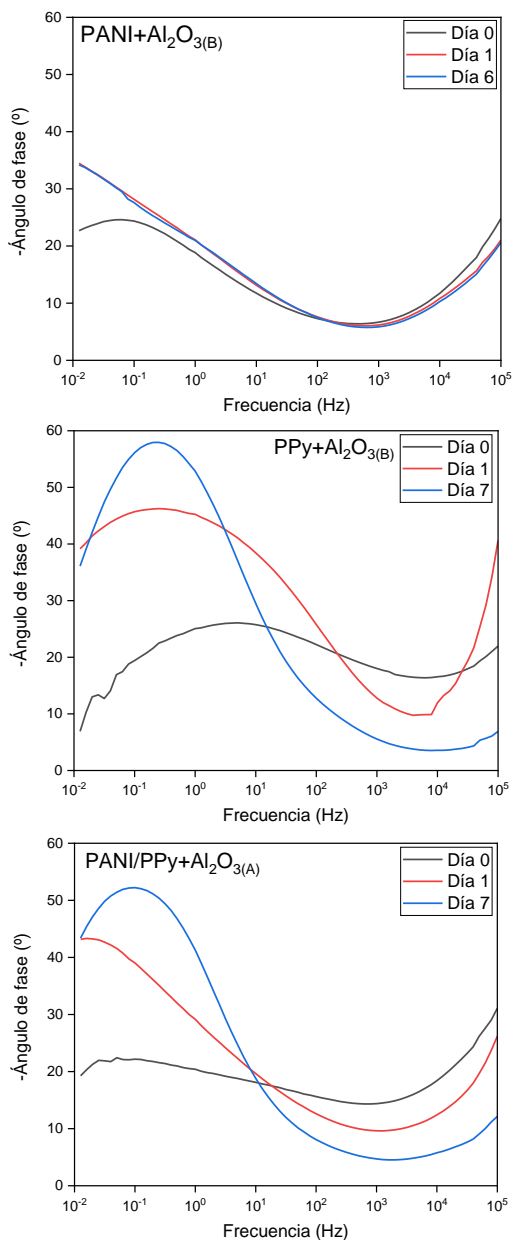 PANI+Al₂O₃₍B₎
Día 0
Día 1
Día 6
-Ángulo de fase (º)
60
50
40
30
20
10
0
10⁻² 10⁻¹ 10⁰ 10¹ 10² 10³ 10⁴ 10⁵
Frecuencia (Hz)
PPy+Al₂O₃₍B₎
Día 0
Día 1
Día 7
-Ángulo de fase (º)
60
50
40
30
20
10
0
10⁻² 10⁻¹ 10⁰ 10¹ 10² 10³ 10⁴ 10⁵
Frecuencia (Hz)
PANI/PPy+Al₂O₃₍A₎
Día 0
Día 1
Día 7
-Ángulo de fase (º)
60
50
40
30
20
10
0
10⁻² 10⁻¹ 10⁰ 10¹ 10² 10³ 10⁴ 10⁵
Frecuencia (Hz)